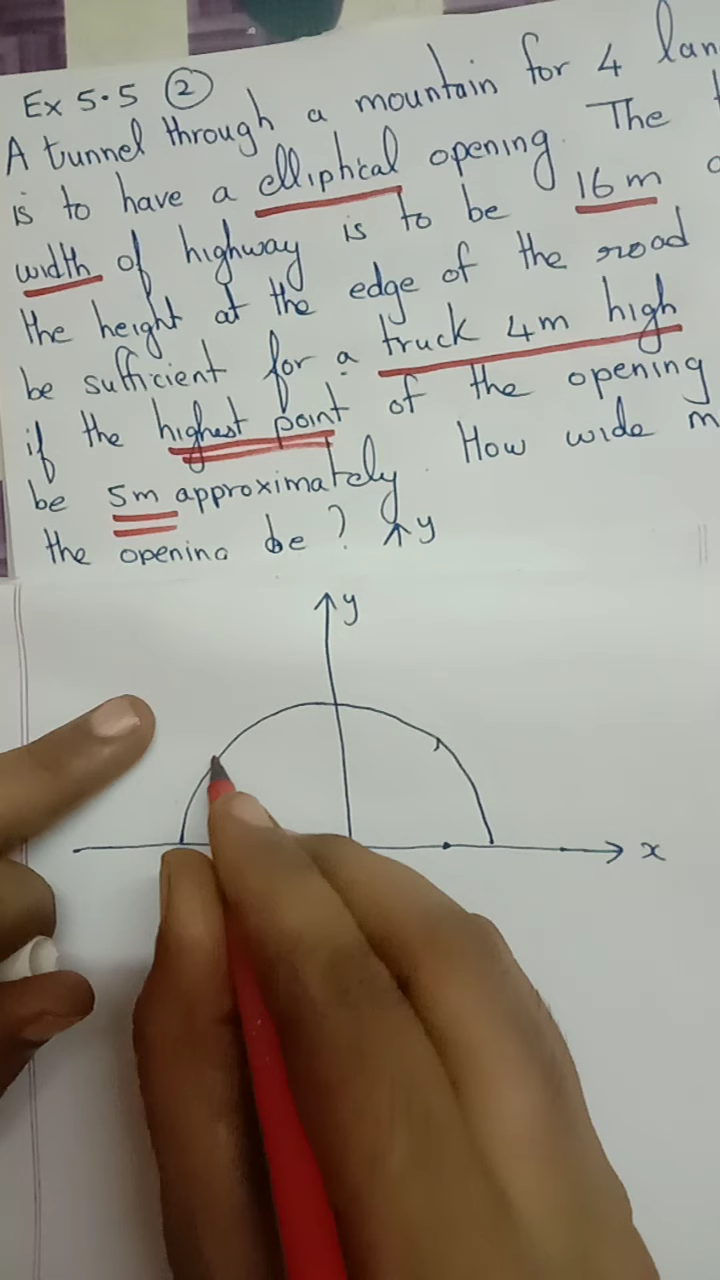 Ex 5.5 ②
A tunnel through a mountain for 4 lan
is to have a elliptical opening. The t
width of highway is to be 16m
the height at the edge of the road
be sufficient for a truck 4m high
if the highest point of the opening
be 5m approximately. How wide m
the opening be? y
y
x